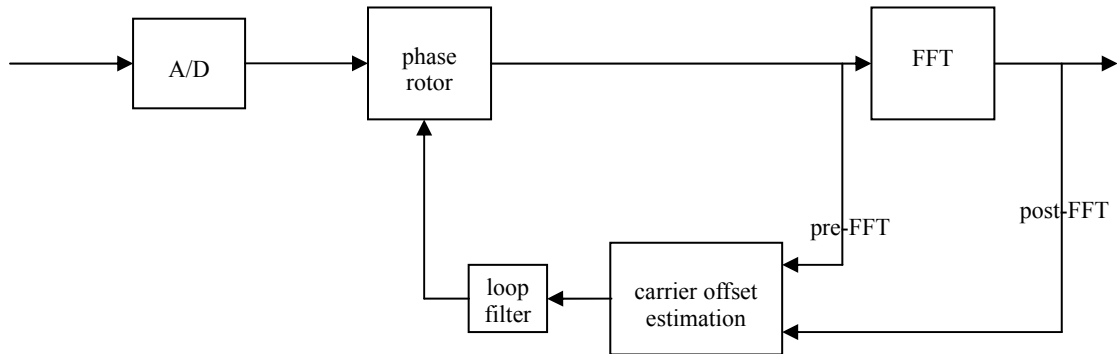 A/D
phase
rotor
FFT
post-FFT
pre-FFT
loop
filter
carrier offset
estimation